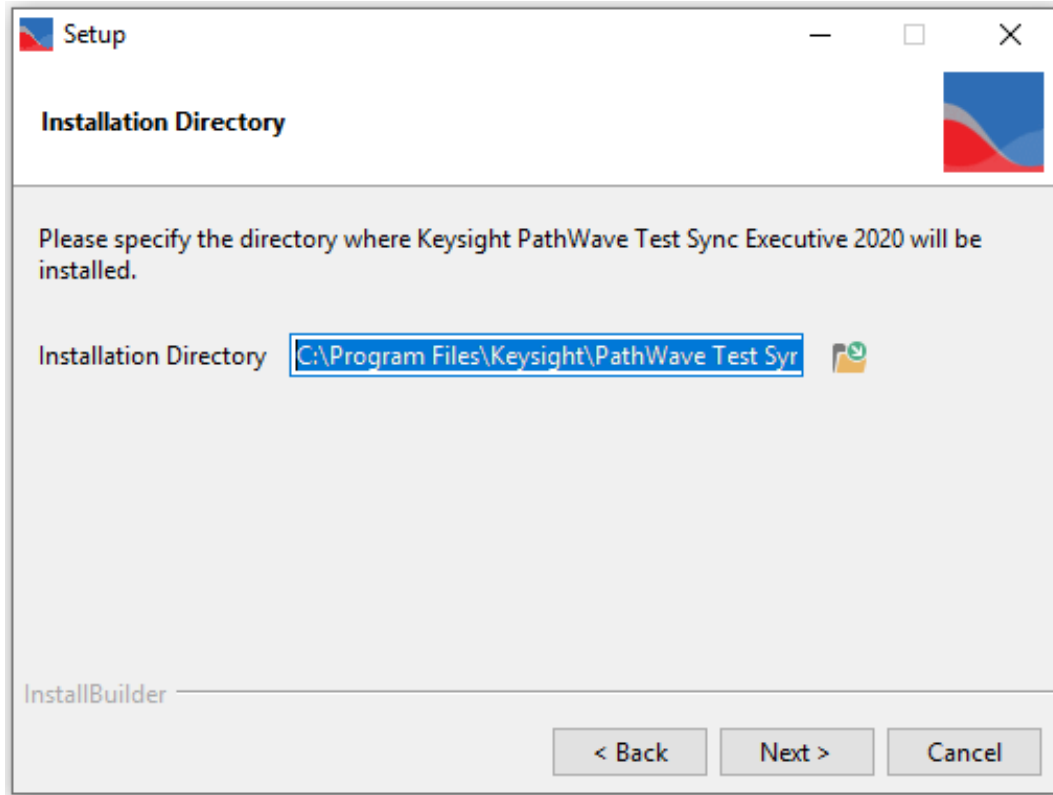 Setup
Installation Directory
Please specify the directory where Keysight PathWave Test Sync Executive 2020 will be
installed.
Installation Directory C:\Program Files\Keysight\PathWave Test Syr
InstallBuilder
< Back Next > Cancel